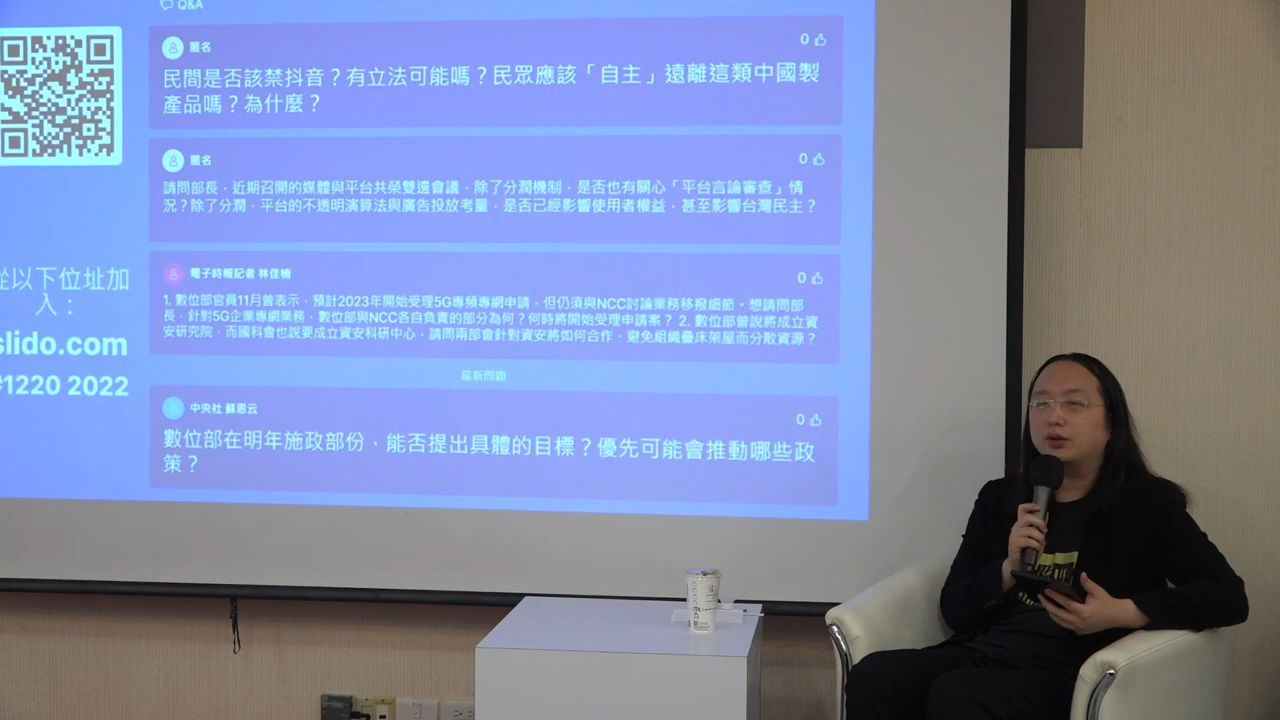 Q&A
匿名
0
民間是否該禁抖音？有立法可能嗎？民眾應該「自主」遠離這類中國製
產品嗎？為什麼？
匿名
0
請問部長，近期召開的媒體與平台共榮雙邊會議，除了分潤機制，是否也有關心「平台言論審查」情
況？除了分潤，平台的不透明演算法與廣告投放考量，是否已經影響使用者權益，甚至影響台灣民主？
電子時報記者 林佳楠
0
1. 數位部官員11月曾表示，預計2023年開始受理5G專頻專網申請，但仍須與NCC討論業務移撥細節。想請問部
長，針對5G企業專網業務，數位部與NCC各自負責的部分為何？何時將開始受理申請案？ 2. 數位部曾說將成立資
安研究院，而國科會也說要成立資安科研中心，請問兩部會針對資安將如何合作、避免組織疊床架屋而分散資源？
最新問題
中央社 蘇思云
0
數位部在明年施政部份，能否提出具體的目標？優先可能會推動哪些政
策？
從以下位址加
入：
slido.com
#1220 2022